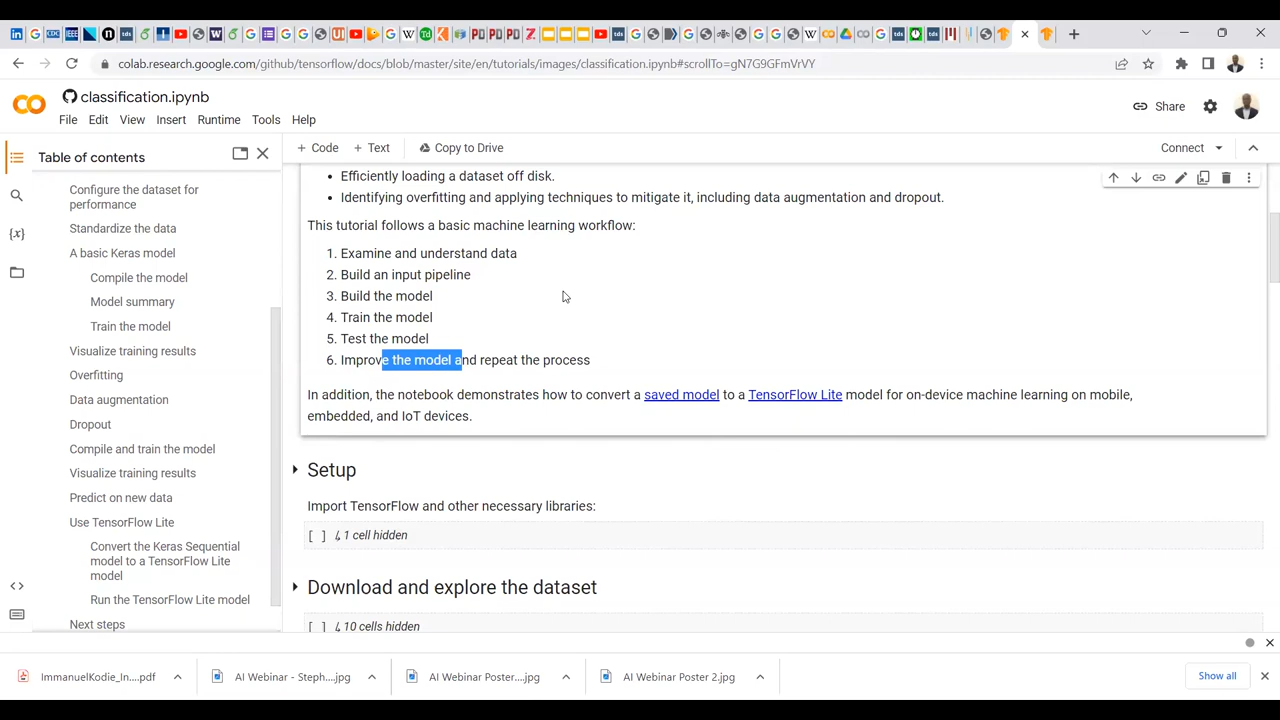 colab.research.google.com/github/tensorflow/docs/blob/master/site/en/tutorials/images/classification.ipynb#scrollTo=gN7G9GFmVrVY
classification.ipynb
File Edit View Insert Runtime Tools Help
Share
Table of contents
+ Code + Text Copy to Drive
Connect
Configure the dataset for
performance
Standardize the data
A basic Keras model
Compile the model
Model summary
Train the model
Visualize training results
Overfitting
Data augmentation
Dropout
Compile and train the model
Visualize training results
Predict on new data
Use TensorFlow Lite
Convert the Keras Sequential
model to a TensorFlow Lite
model
Run the TensorFlow Lite model
Next steps
• Efficiently loading a dataset off disk.
• Identifying overfitting and applying techniques to mitigate it, including data augmentation and dropout.
This tutorial follows a basic machine learning workflow:
1. Examine and understand data
2. Build an input pipeline
3. Build the model
4. Train the model
5. Test the model
6. Improve the model and repeat the process
In addition, the notebook demonstrates how to convert a saved model to a TensorFlow Lite model for on-device machine learning on mobile,
embedded, and IoT devices.
Setup
Import TensorFlow and other necessary libraries:
[ ] ↳ 1 cell hidden
Download and explore the dataset
[ ] ↳ 10 cells hidden
ImmanuelKodie_In....pdf
AI Webinar - Steph....jpg
AI Webinar Poster....jpg
AI Webinar Poster 2.jpg
Show all